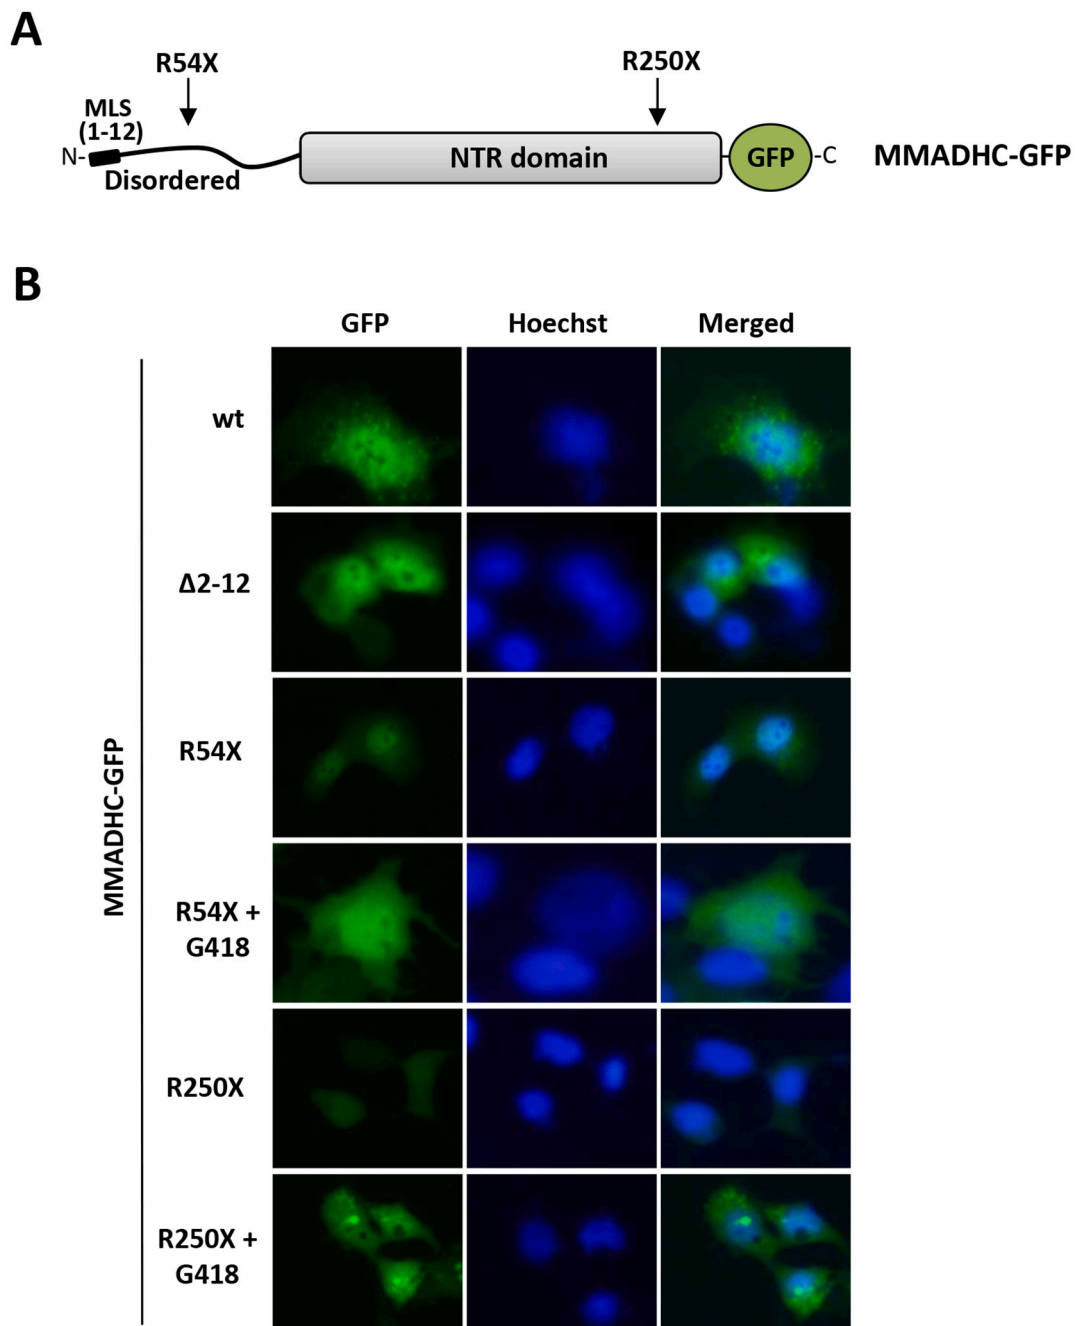 A
R54X
R250X
MLS
(1-12)
N-
NTR domain
GFP
-C
MMADHC-GFP
Disordered
B
GFP
Hoechst
Merged
MMADHC-GFP
wt
Δ2-12
R54X
R54X +
G418
R250X
R250X +
G418